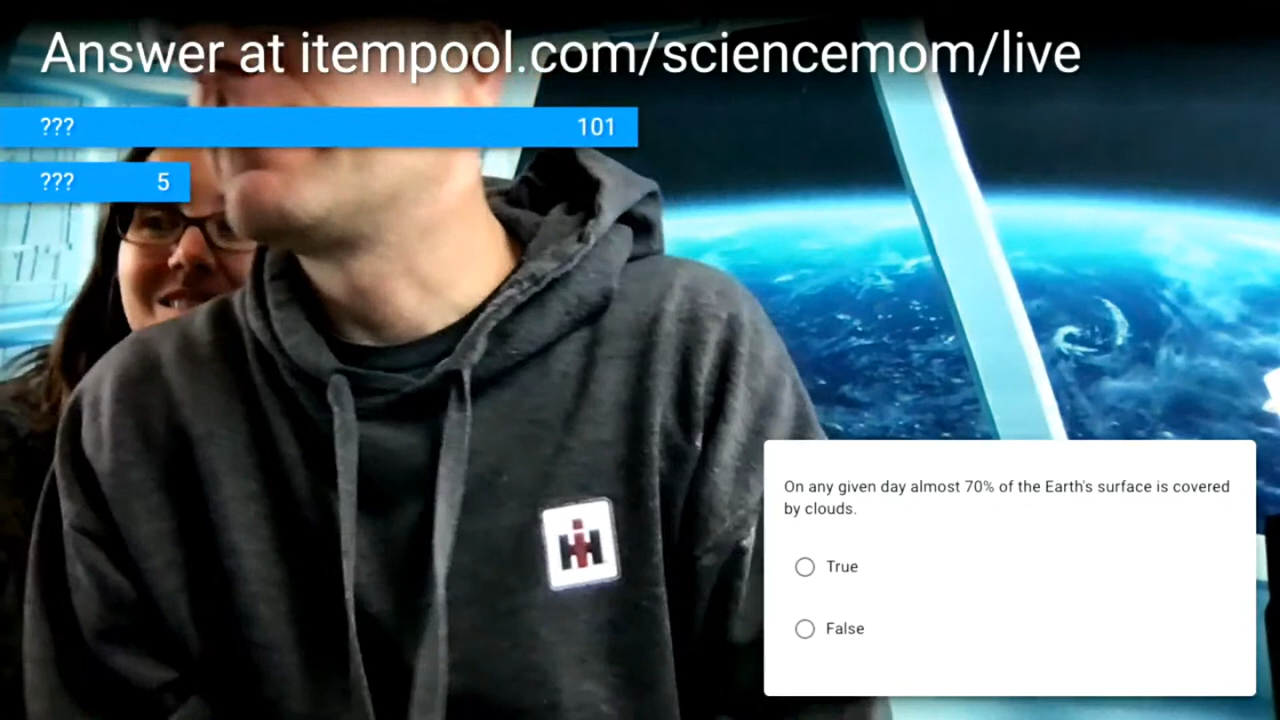 Answer at itempool.com/sciencemom/live
??? 101
??? 5
On any given day almost 70% of the Earth's surface is covered
by clouds.
True
False